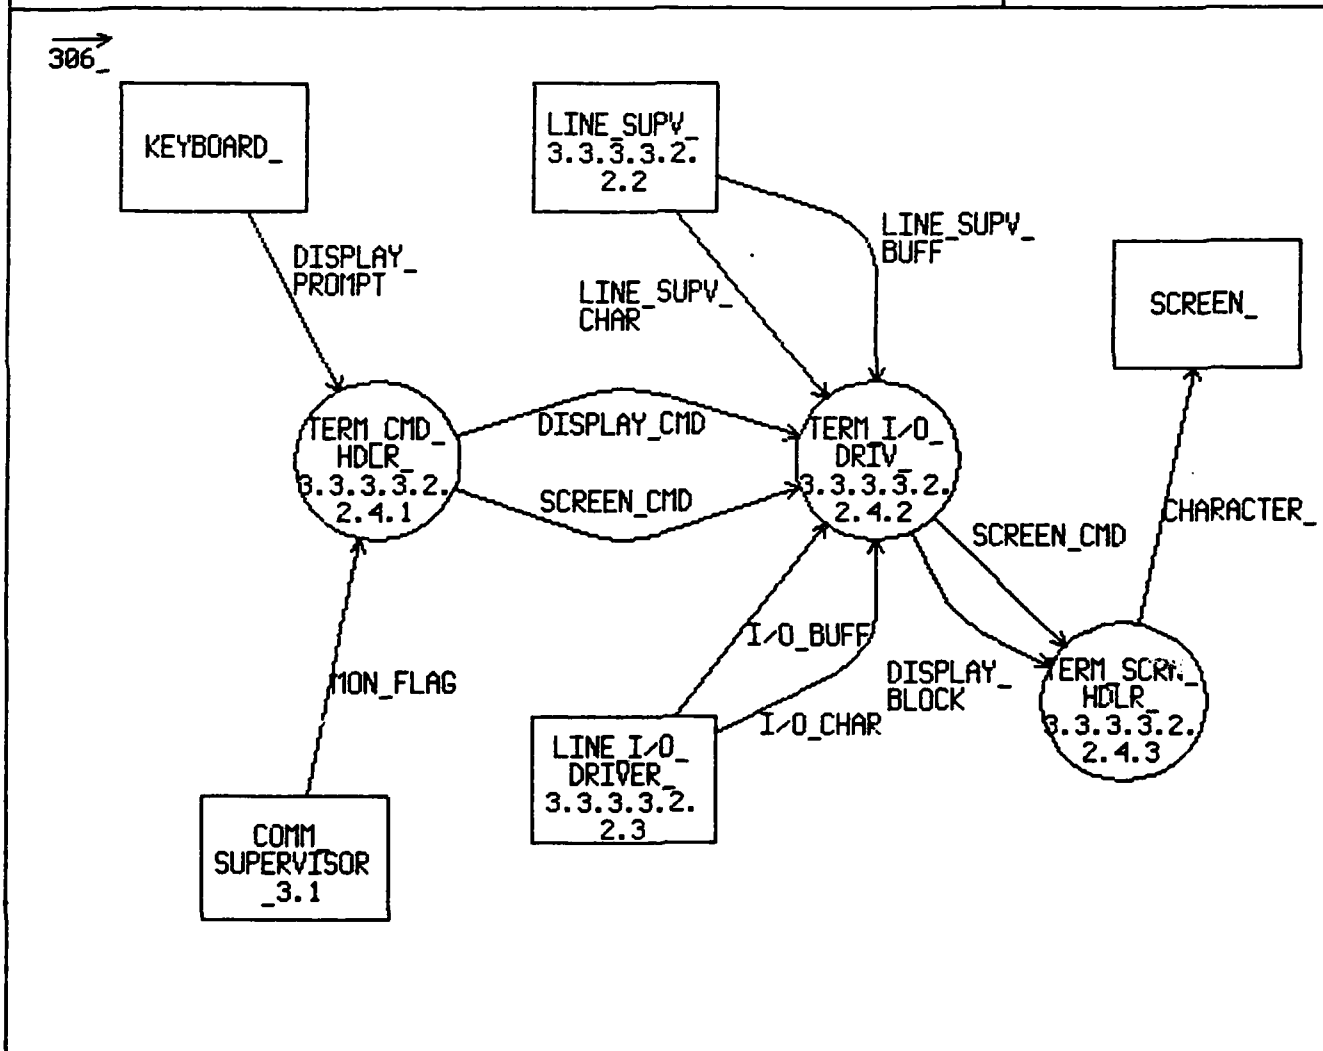 306_
KEYBOARD_
LINE_SUPV_
3.3.3.3.2.
2.2
DISPLAY_
PROMPT
LINE_SUPV_
CHAR
LINE_SUPV_
BUFF
SCREEN_
TERM_CMD_
HDLR_
3.3.3.3.2.
2.4.1
DISPLAY_CMD
SCREEN_CMD
TERM_I/O_
DRIV_
3.3.3.3.2.
2.4.2
SCREEN_CMD
CHARACTER_
MON_FLAG
I/O_BUFF
I/O_CHAR
DISPLAY_
BLOCK
TERM_SCRN_
HDLR_
3.3.3.3.2.
2.4.3
LINE_I/O_
DRIVER_
3.3.3.3.2.
2.3
COMM_
SUPERVISOR
_3.1